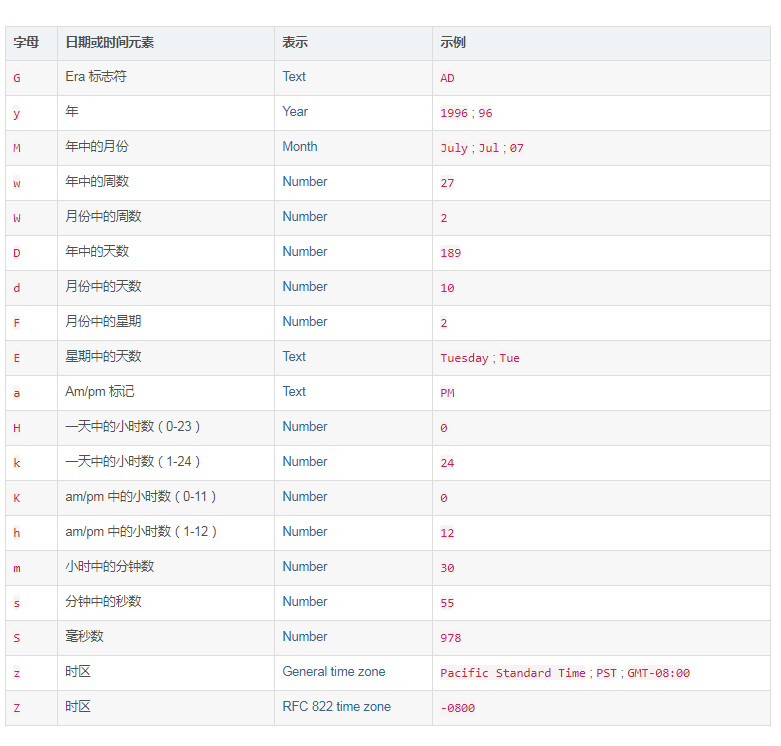 字母 日期或时间元素 表示 示例
G Era 标志符 Text AD
y 年 Year 1996 ; 96
M 年中的月份 Month July ; Jul ; 07
w 年中的周数 Number 27
W 月份中的周数 Number 2
D 年中的天数 Number 189
d 月份中的天数 Number 10
F 月份中的星期 Number 2
E 星期中的天数 Text Tuesday ; Tue
a Am/pm 标记 Text PM
H 一天中的小时数（0-23） Number 0
k 一天中的小时数（1-24） Number 24
K am/pm 中的小时数（0-11） Number 0
h am/pm 中的小时数（1-12） Number 12
m 小时中的分钟数 Number 30
s 分钟中的秒数 Number 55
S 毫秒数 Number 978
z 时区 General time zone Pacific Standard Time ; PST ; GMT-08:00
Z 时区 RFC 822 time zone -0800